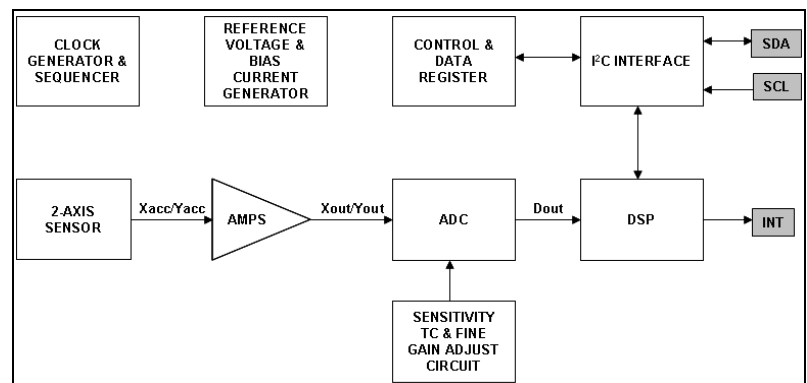 CLOCK
GENERATOR &
SEQUENCER
REFERENCE
VOLTAGE &
BIAS
CURRENT
GENERATOR
CONTROL &
DATA
REGISTER
I²C INTERFACE
SDA
SCL
2-AXIS
SENSOR
Xacc/Yacc
AMPS
Xout/Yout
ADC
Dout
DSP
INT
SENSITIVITY
TC & FINE
GAIN ADJUST
CIRCUIT